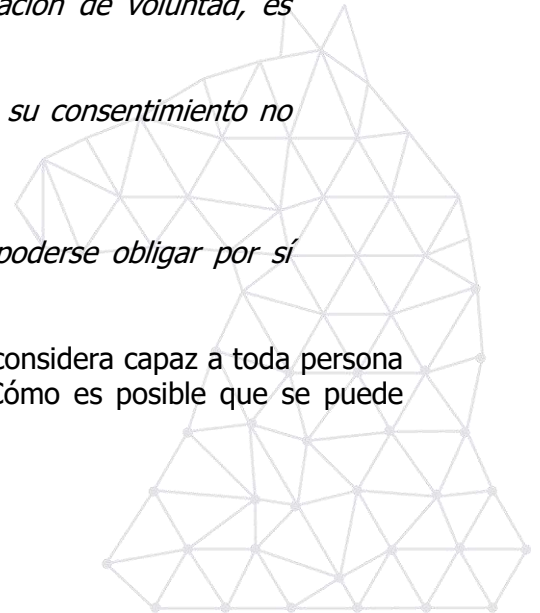 ación de voluntad, es
su consentimiento no
poderse obligar por sí
considera capaz a toda persona
Cómo es posible que se puede